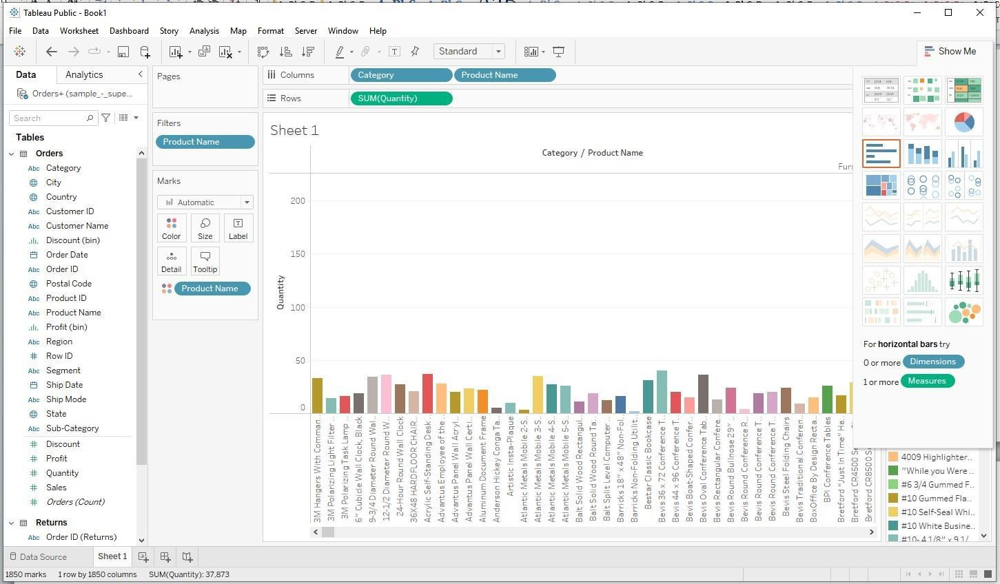 Tableau Public - Book1
File Data Worksheet Dashboard Story Analysis Map Format Server Window Help
Standard
Show Me
Data
Analytics
Orders+ (sample_-_supe...
Search
Tables
Orders
Abc Category
City
Country
Abc Customer ID
Abc Customer Name
Discount (bin)
Order Date
Abc Order ID
Postal Code
Abc Product ID
Abc Product Name
Profit (bin)
Abc Region
Row ID
Abc Segment
Ship Date
Abc Ship Mode
State
Abc Sub-Category
Discount
Profit
Quantity
Sales
Orders (Count)
Returns
Abc Order ID (Returns)
Pages
Filters
Product Name
Marks
Automatic
Color
Size
Label
Detail
Tooltip
Product Name
Columns
Category
Product Name
Rows
SUM(Quantity)
Sheet 1
Category / Product Name
Furr
Quantity
200
150
100
50
0
3M Hangers With Comman..
3M Polarizing Light Filter ..
3M Polarizing Task Lamp ..
6" Cubicle Wall Clock, Black
9-3/4 Diameter Round Wal..
12-1/2 Diameter Round W..
24-Hour Round Wall Clock
36X48 HARDFLOOR CHAIR..
Acrylic Self-Standing Desk..
Advantus Employee of the..
Advantus Panel Wall Acryl..
Advantus Panel Wall Certi..
Aluminum Document Frame
Anderson Hickey Conga Ta..
Artistic Insta-Plaque
Atlantic Metals Mobile 2-S..
Atlantic Metals Mobile 3-S..
Atlantic Metals Mobile 4-S..
Atlantic Metals Mobile 5-S..
Balt Solid Wood Rectangul..
Balt Solid Wood Round Ta..
Balt Split Level Computer ..
Barricks 18" x 48" Non-Fol..
Barricks Non-Folding Utilit..
Bestar Classic Bookcase
Bevis 36 x 72 Conference T..
Bevis 44 x 96 Conference T..
Bevis Boat-Shaped Confer..
Bevis Oval Conference Tab..
Bevis Rectangular Confere..
Bevis Round Bullnose 29" ..
Bevis Round Conference R..
Bevis Round Conference T..
Bevis Round Conference T..
Bevis Steel Folding Chairs
Bevis Traditional Conferen..
BoxOffice By Design Recta..
BPI Conference Tables
Bretford "Just In Time" He..
Bretford CR4500 Se
Bretford CR8500 Se
For horizontal bars try
0 or more Dimensions
1 or more Measures
4009 Highlighter..
"While you Were ..
#6 3/4 Gummed F..
#10 Gummed Fla..
#10 Self-Seal Whi..
#10 White Busine..
#10- 4 1/8" x 9 1/..
Data Source
Sheet 1
1850 marks 1 row by 1850 columns SUM(Quantity): 37,873